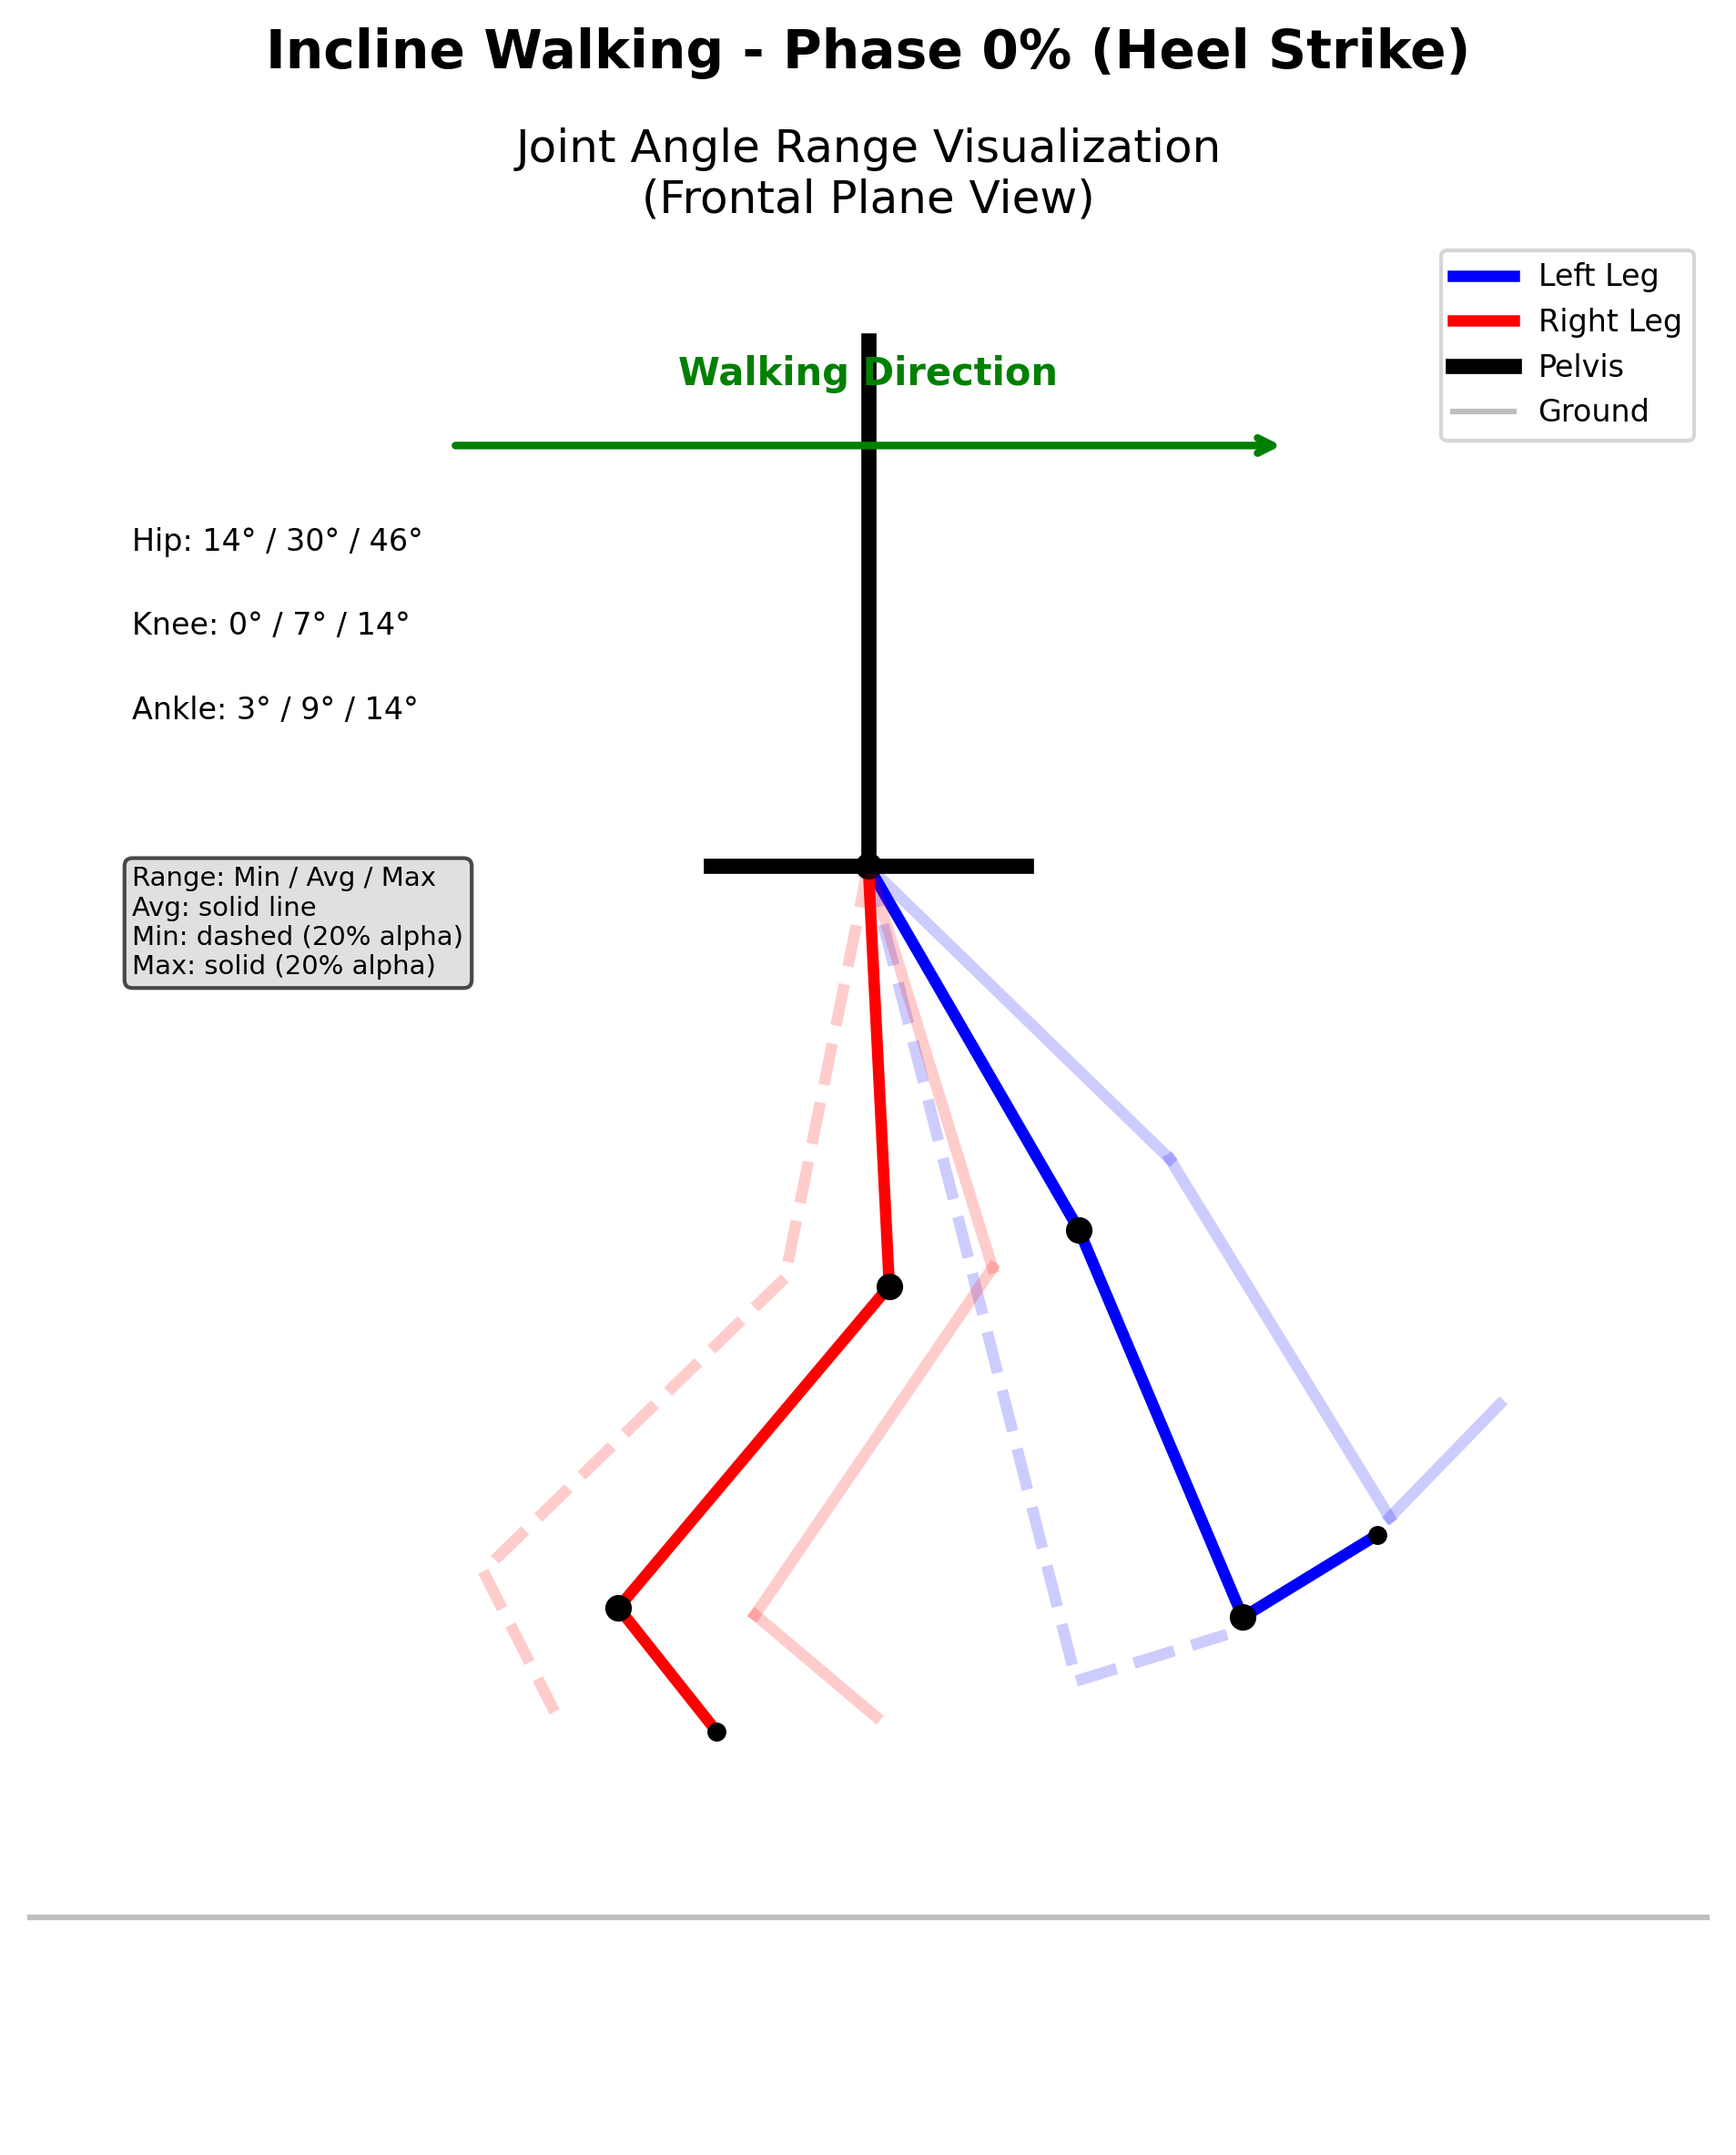 Incline Walking - Phase 0% (Heel Strike)
Joint Angle Range Visualization
(Frontal Plane View)
Left Leg
Right Leg
Pelvis
Ground
Walking Direction
Hip: 14° / 30° / 46°
Knee: 0° / 7° / 14°
Ankle: 3° / 9° / 14°
Range: Min / Avg / Max
Avg: solid line
Min: dashed (20% alpha)
Max: solid (20% alpha)